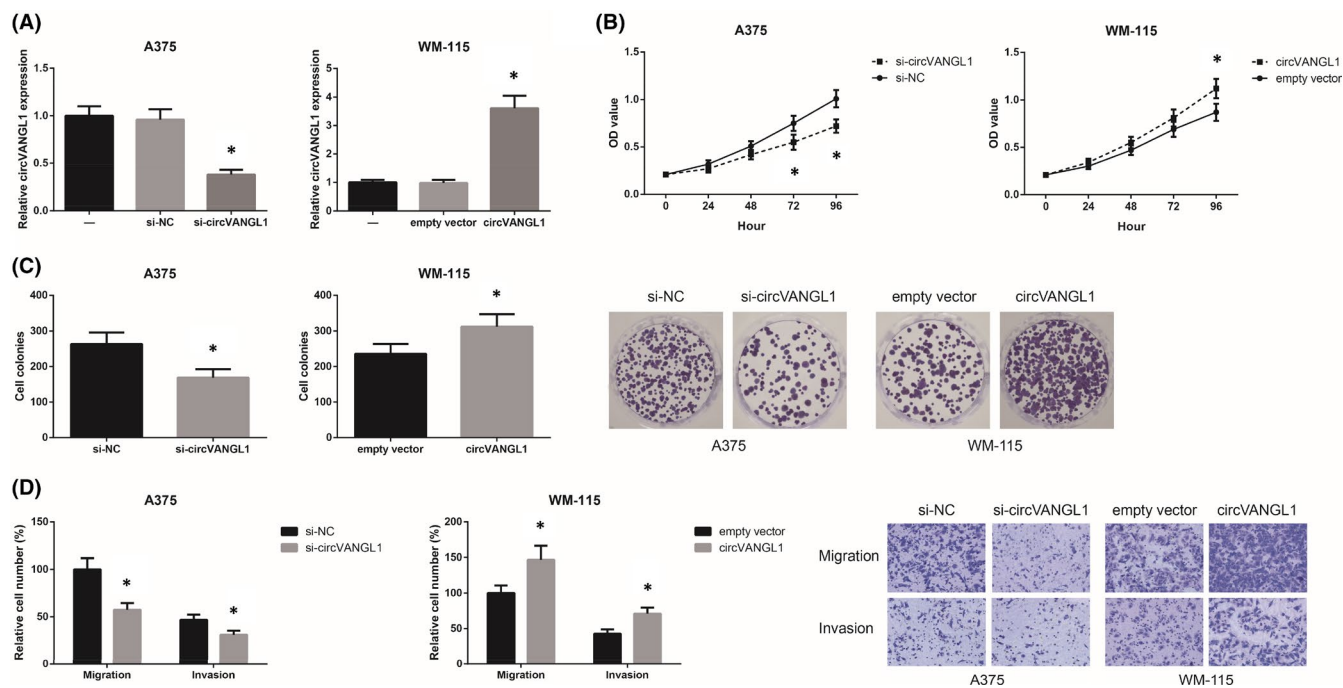 (A)
A375
Relative circVANGL1 expression
1.5
1.0
0.5
0.0
—
si-NC
si-circVANGL1
*
WM-115
Relative circVANGL1 expression
5
4
3
2
1
0
—
empty vector
circVANGL1
*
(B)
A375
OD value
1.5
1.0
0.5
0.0
0
24
48
72
96
Hour
*
*
si-circVANGL1
si-NC
WM-115
OD value
1.5
1.0
0.5
0.0
0
24
48
72
96
Hour
*
circVANGL1
empty vector
(C)
A375
Cell colonies
400
300
200
100
0
si-NC
si-circVANGL1
*
WM-115
Cell colonies
400
300
200
100
0
empty vector
circVANGL1
*
si-NC
si-circVANGL1
empty vector
circVANGL1
A375
WM-115
(D)
A375
Relative cell number (%)
150
100
50
0
Migration
Invasion
*
*
si-NC
si-circVANGL1
WM-115
Relative cell number (%)
200
150
100
50
0
Migration
Invasion
*
*
empty vector
circVANGL1
si-NC
si-circVANGL1
empty vector
circVANGL1
Migration
Invasion
A375
WM-115